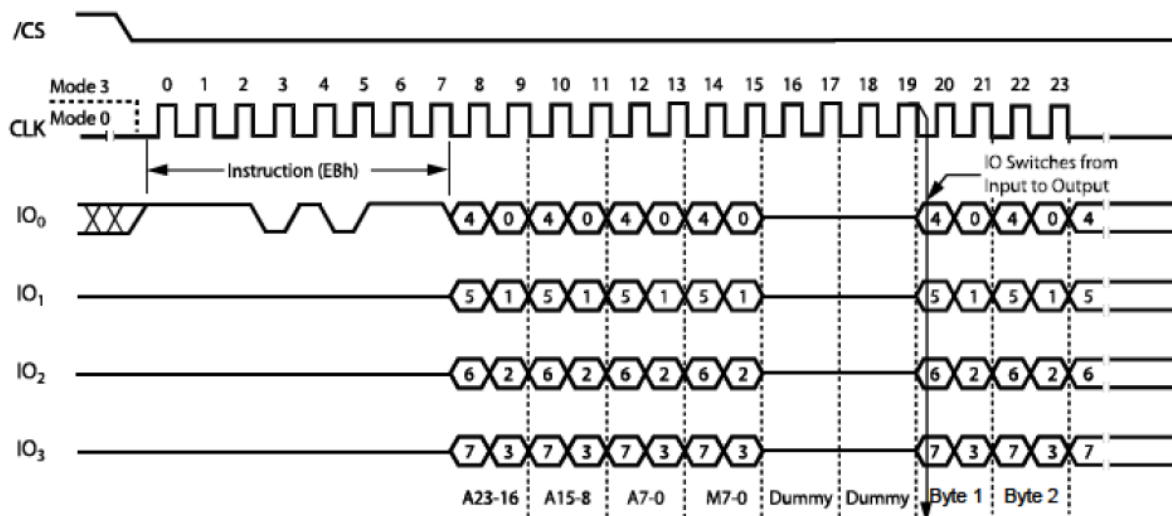 /CS
Mode 3
0 1 2 3 4 5 6 7 8 9 10 11 12 13 14 15 16 17 18 19 20 21 22 23
CLK
Mode 0
Instruction (EBh)
IO Switches from
Input to Output
IO0
4 0 4 0 4 0 4 0 4 0 4 0 4
IO1
5 1 5 1 5 1 5 1 5 1 5 1 5
IO2
6 2 6 2 6 2 6 2 6 2 6 2 6
IO3
7 3 7 3 7 3 7 3 7 3 7 3 7
A23-16 A15-8 A7-0 M7-0 Dummy Dummy Byte 1 Byte 2